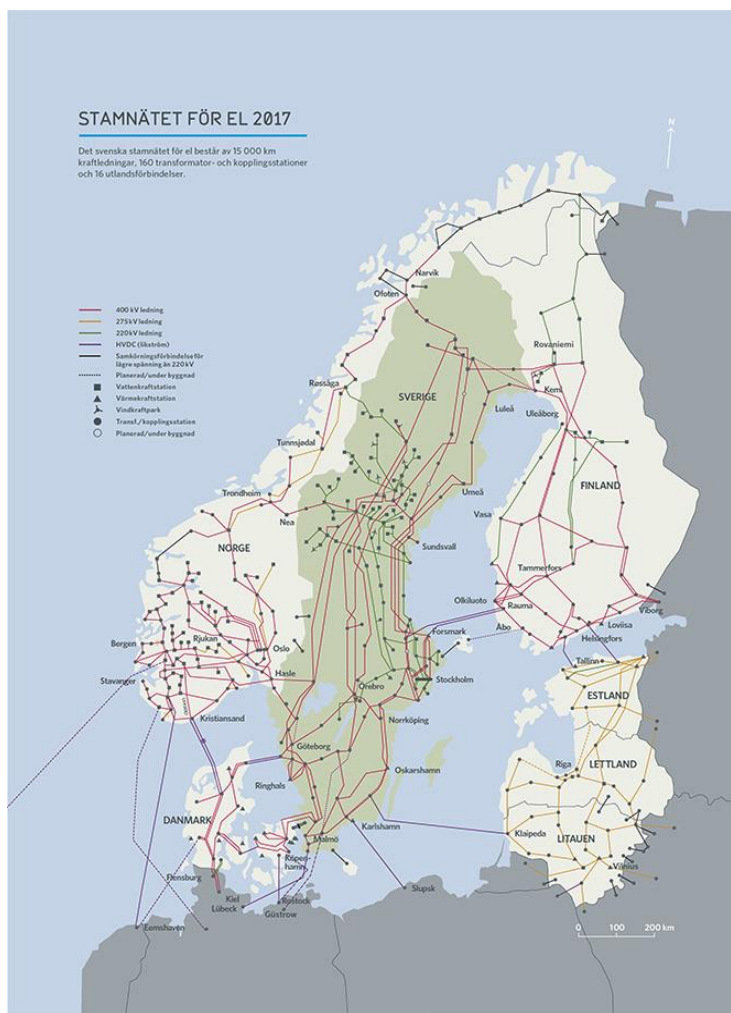 STAMNÄTET FÖR EL 2017
Det svenska stamnätet för el består av 15 000 km
kraftledningar, 160 transformator- och kopplingsstationer
och 16 utlandsförbindelser.
N
400 kV ledning
275 kV ledning
220 kV ledning
HVDC (likström)
Samkörningsförbindelse för
lägre spänning än 220 kV
Planerad/under byggnad
Vattenkraftstation
Värmekraftstation
Vindkraftpark
Transf./kopplingsstation
Planerad/under byggnad
Narvik
Ofoten
Rovaniemi
Røssåga
SVERIGE
Kemi
Luleå
Uleåborg
Tunnsjødal
FINLAND
Trondheim
Umeå
Nea
Vasa
NORGE
Sundsvall
Tammerfors
Olkiluoto
Rauma
Viborg
Bergen
Rjukan
Oslo
Forsmark
Åbo
Lovisa
Helsingfors
Hasle
Stockholm
Tallinn
Stavanger
Örebro
ESTLAND
Kristiansand
Norrköping
Göteborg
Riga
LETTLAND
Ringhals
Oskarshamn
DANMARK
Karlshamn
Klaipeda
Malmö
LITAUEN
Köpen-
hamn
Vilnius
Flensburg
Kiel
Lübeck
Rostock
Güstrow
Slupsk
Eemshaven
0 100 200 km